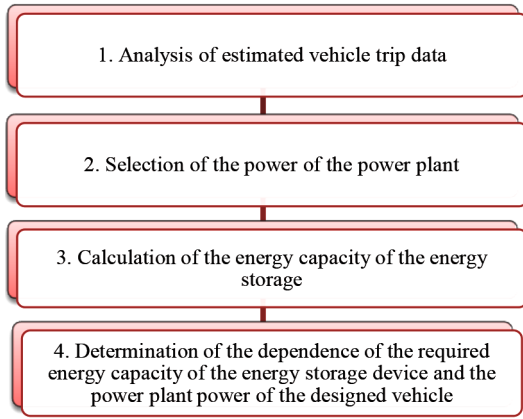 1. Analysis of estimated vehicle trip data
2. Selection of the power of the power plant
3. Calculation of the energy capacity of the energy
storage
4. Determination of the dependence of the required
energy capacity of the energy storage device and the
power plant power of the designed vehicle